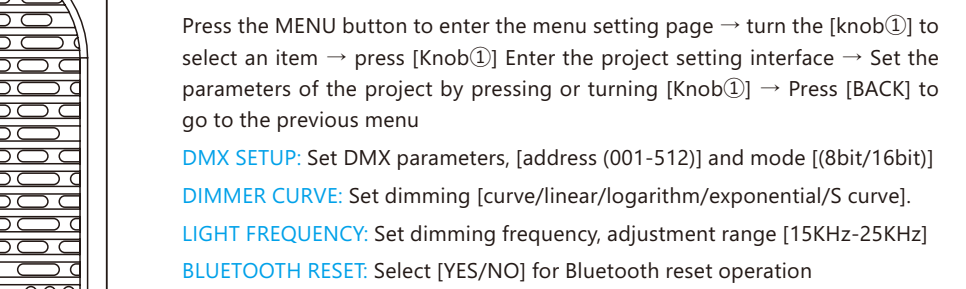 Press the MENU button to enter the menu setting page → turn the [knob①] to
select an item → press [Knob①] Enter the project setting interface → Set the
parameters of the project by pressing or turning [Knob①] → Press [BACK] to
go to the previous menu
DMX SETUP: Set DMX parameters, [address (001-512)] and mode [(8bit/16bit)]
DIMMER CURVE: Set dimming [curve/linear/logarithm/exponential/S curve].
LIGHT FREQUENCY: Set dimming frequency, adjustment range [15KHz-25KHz]
BLUETOOTH RESET: Select [YES/NO] for Bluetooth reset operation